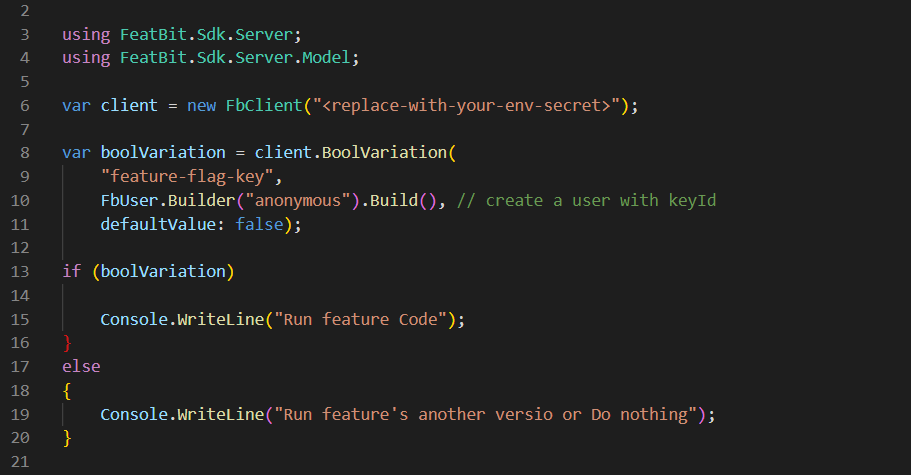 2
3 using FeatBit.Sdk.Server;
4 using FeatBit.Sdk.Server.Model;
5
6 var client = new FbClient("<replace-with-your-env-secret>");
7
8 var boolVariation = client.BoolVariation(
9 "feature-flag-key",
10 FbUser.Builder("anonymous").Build(), // create a user with keyId
11 defaultValue: false);
12
13 if (boolVariation)
14
15 Console.WriteLine("Run feature Code");
16 }
17 else
18 {
19 Console.WriteLine("Run feature's another versio or Do nothing");
20 }
21